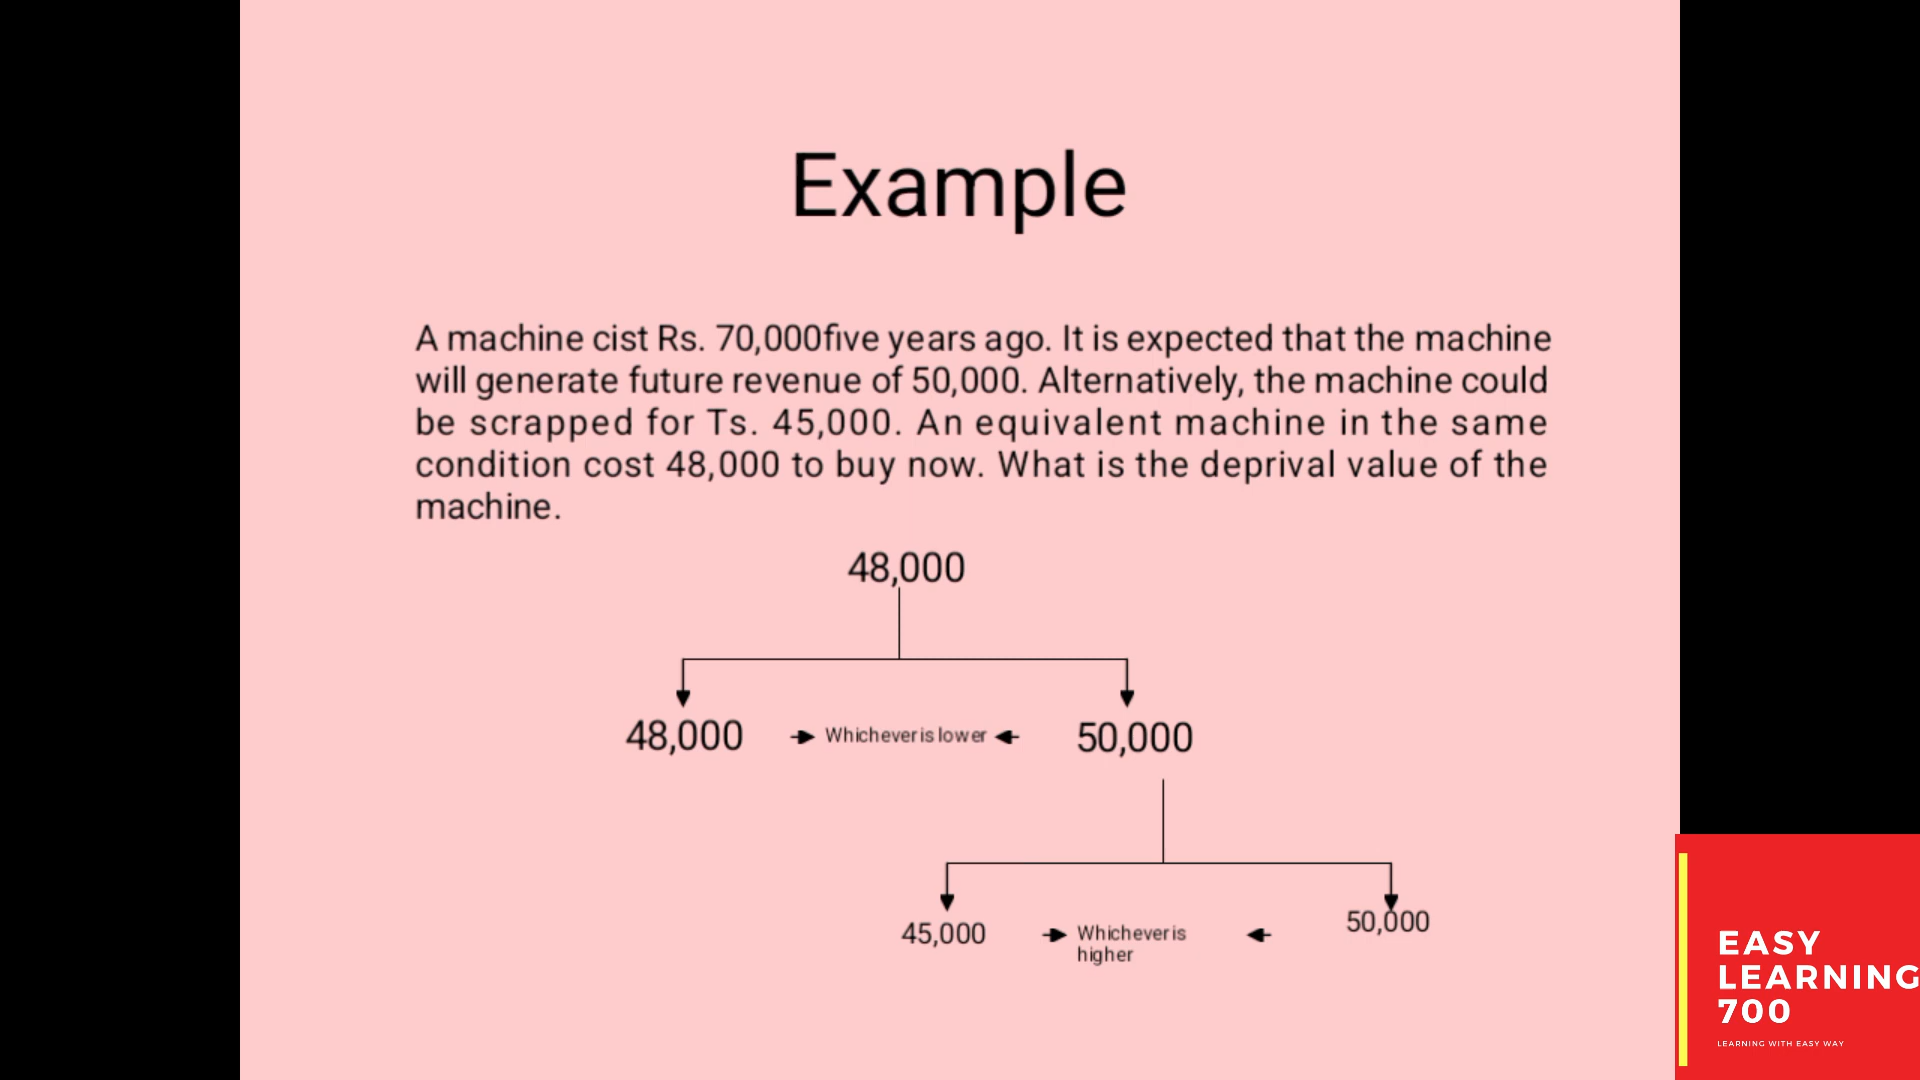 Example
A machine cist Rs. 70,000five years ago. It is expected that the machine
will generate future revenue of 50,000. Alternatively, the machine could
be scrapped for Ts. 45,000. An equivalent machine in the same
condition cost 48,000 to buy now. What is the deprival value of the
machine.
48,000
48,000 Whichever is lower 50,000
45,000 Whichever is 50,000
higher
EASY
LEARNING
700
LEARNING WITH EASY WAY